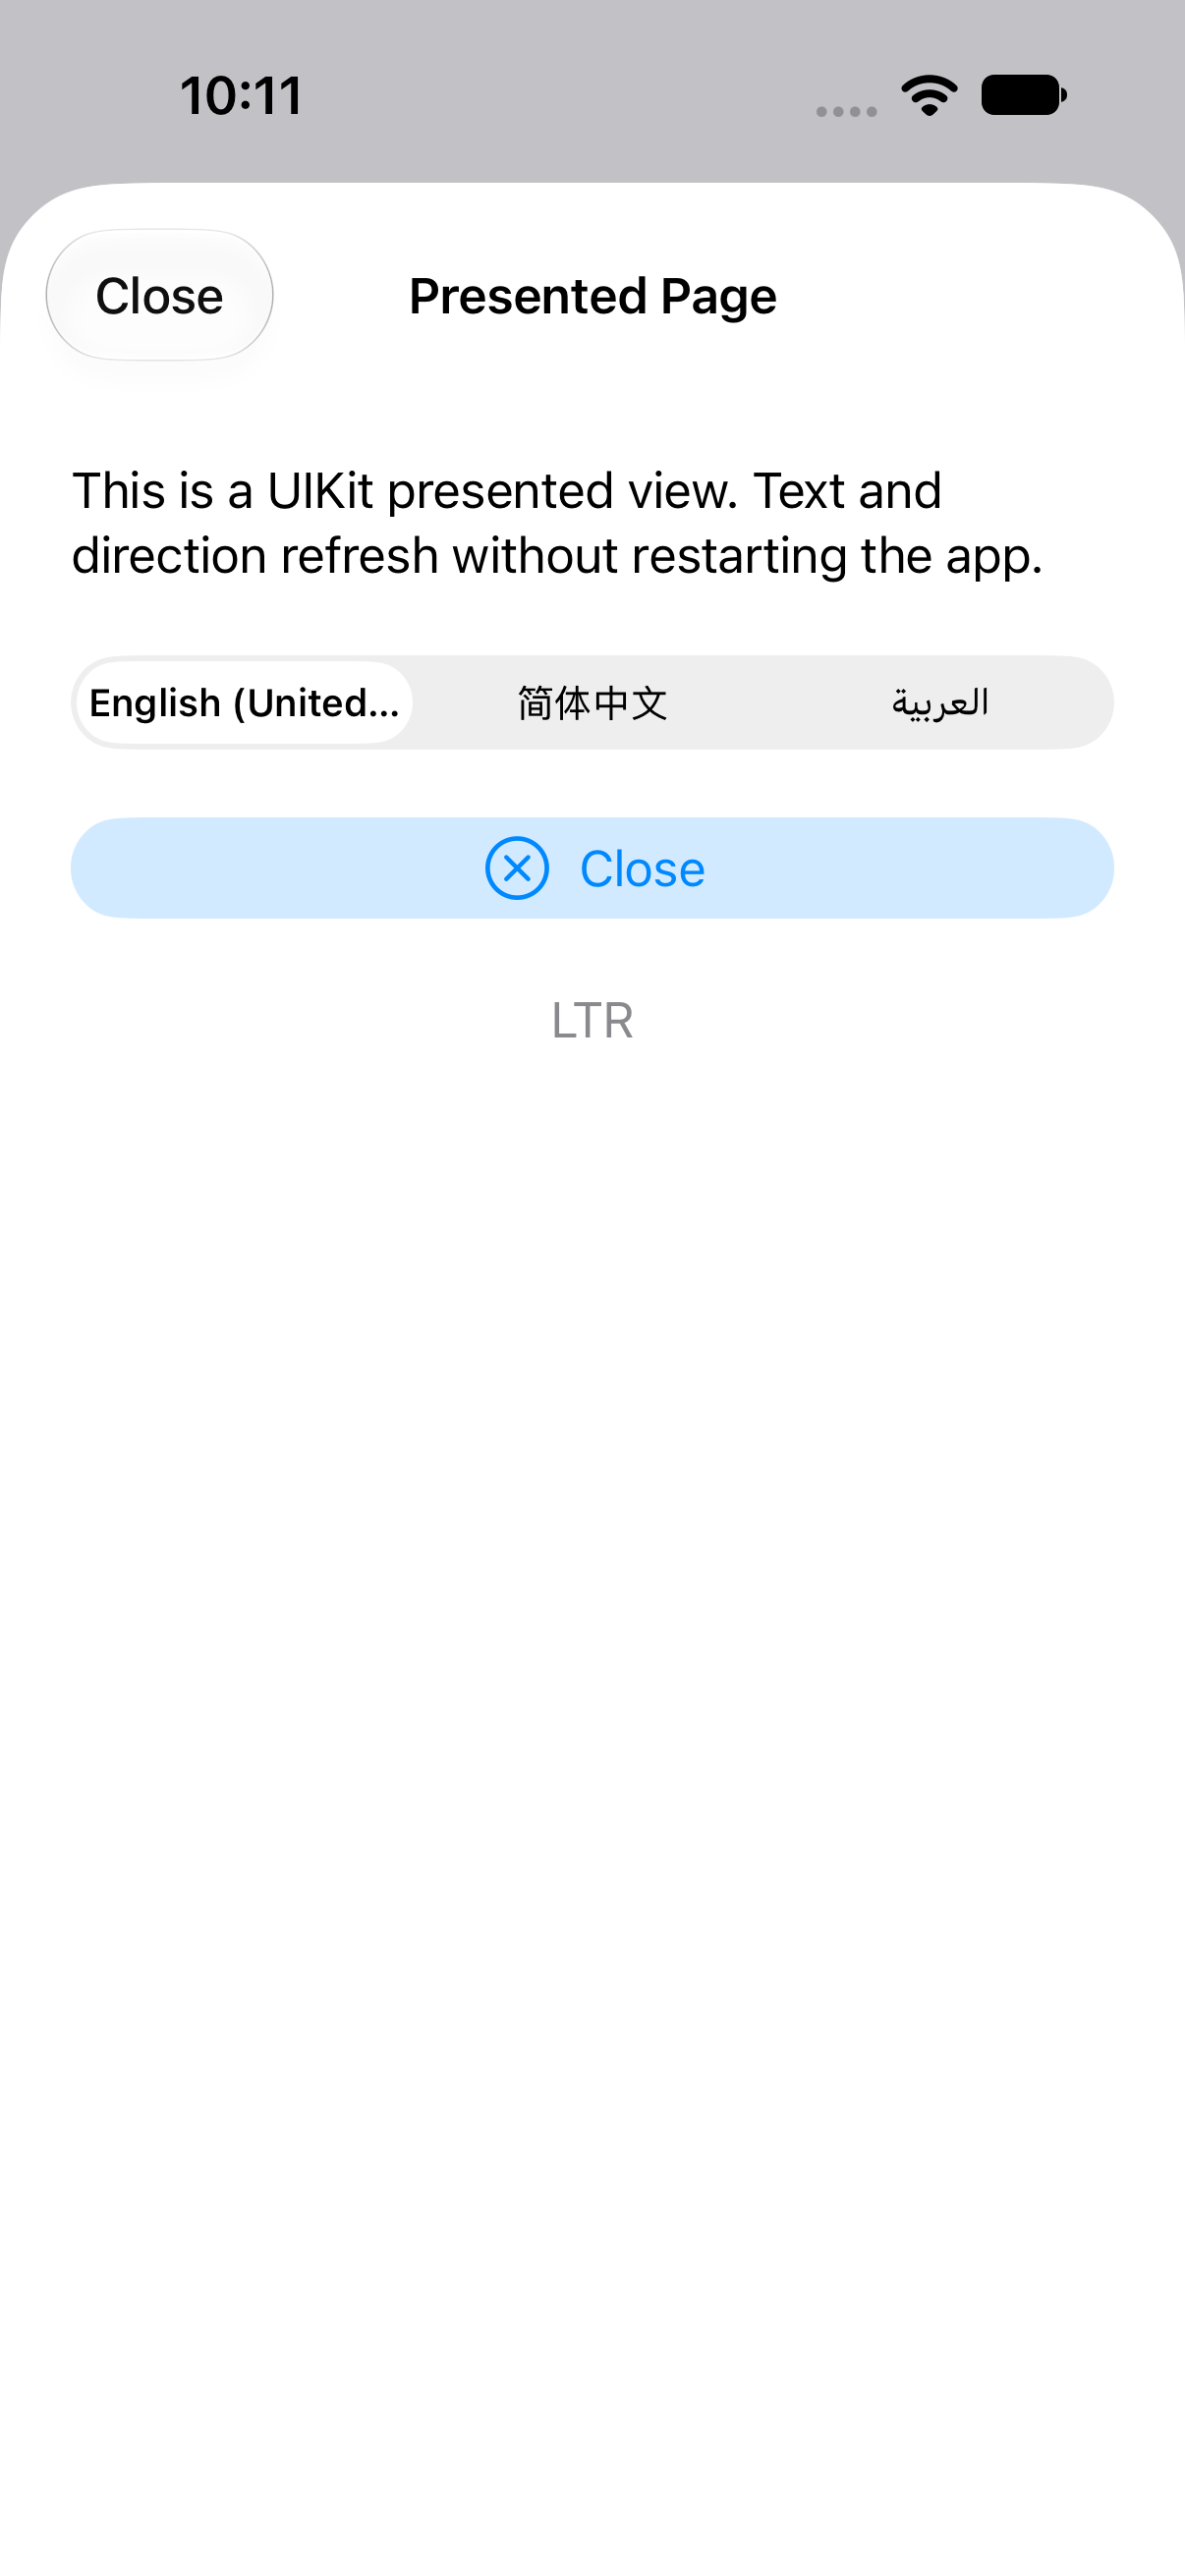 10:11
Close
Presented Page
This is a UIKit presented view. Text and
direction refresh without restarting the app.
English (United...
简体中文
العربية
Close
LTR